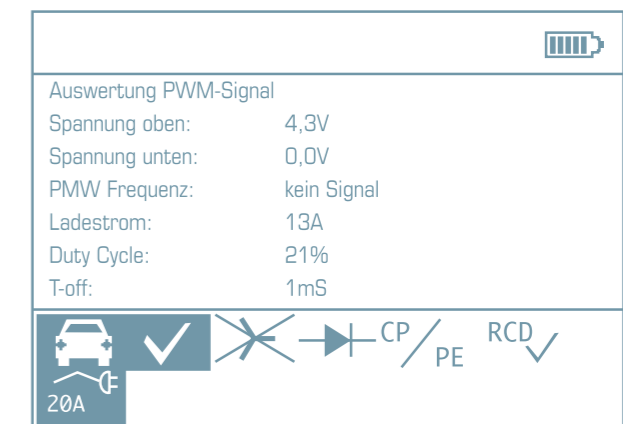 Auswertung PWM-Signal
Spannung oben: 4,3V
Spannung unten: 0,0V
PMW Frequenz: kein Signal
Ladestrom: 13A
Duty Cycle: 21%
T-off: 1mS
CP/PE RCD
20A